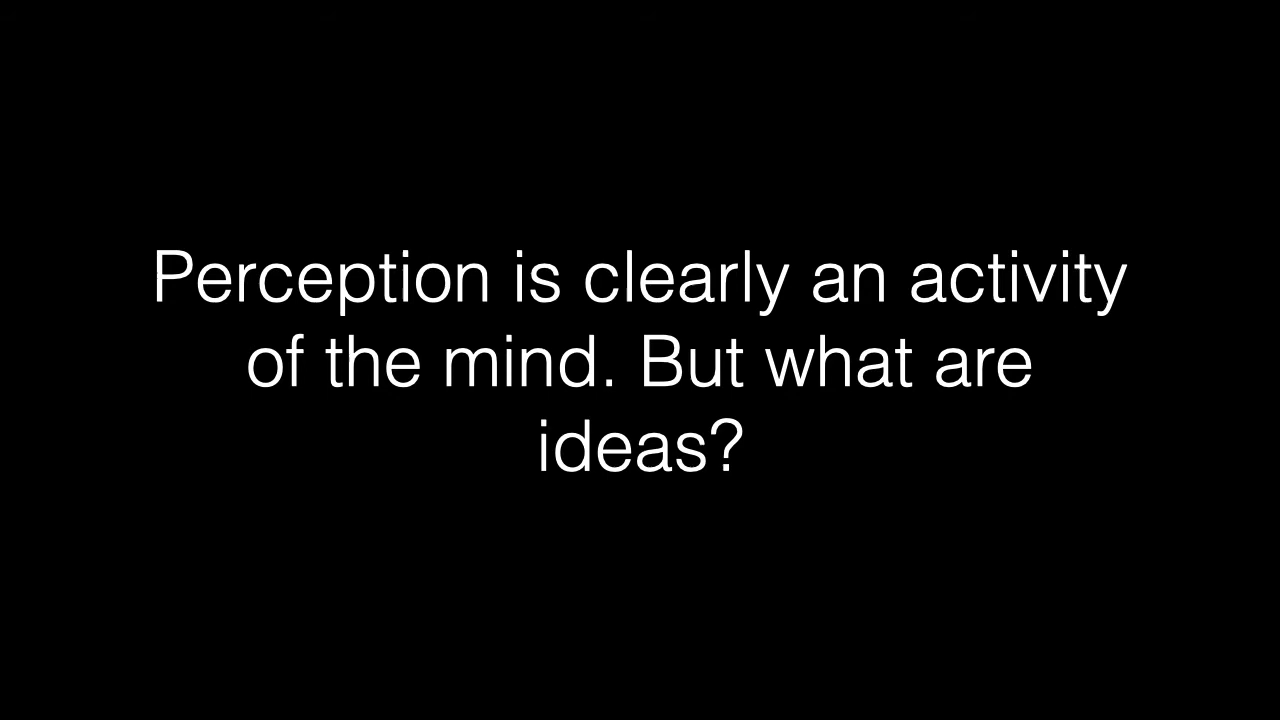 Perception is clearly an activity
of the mind. But what are
ideas?